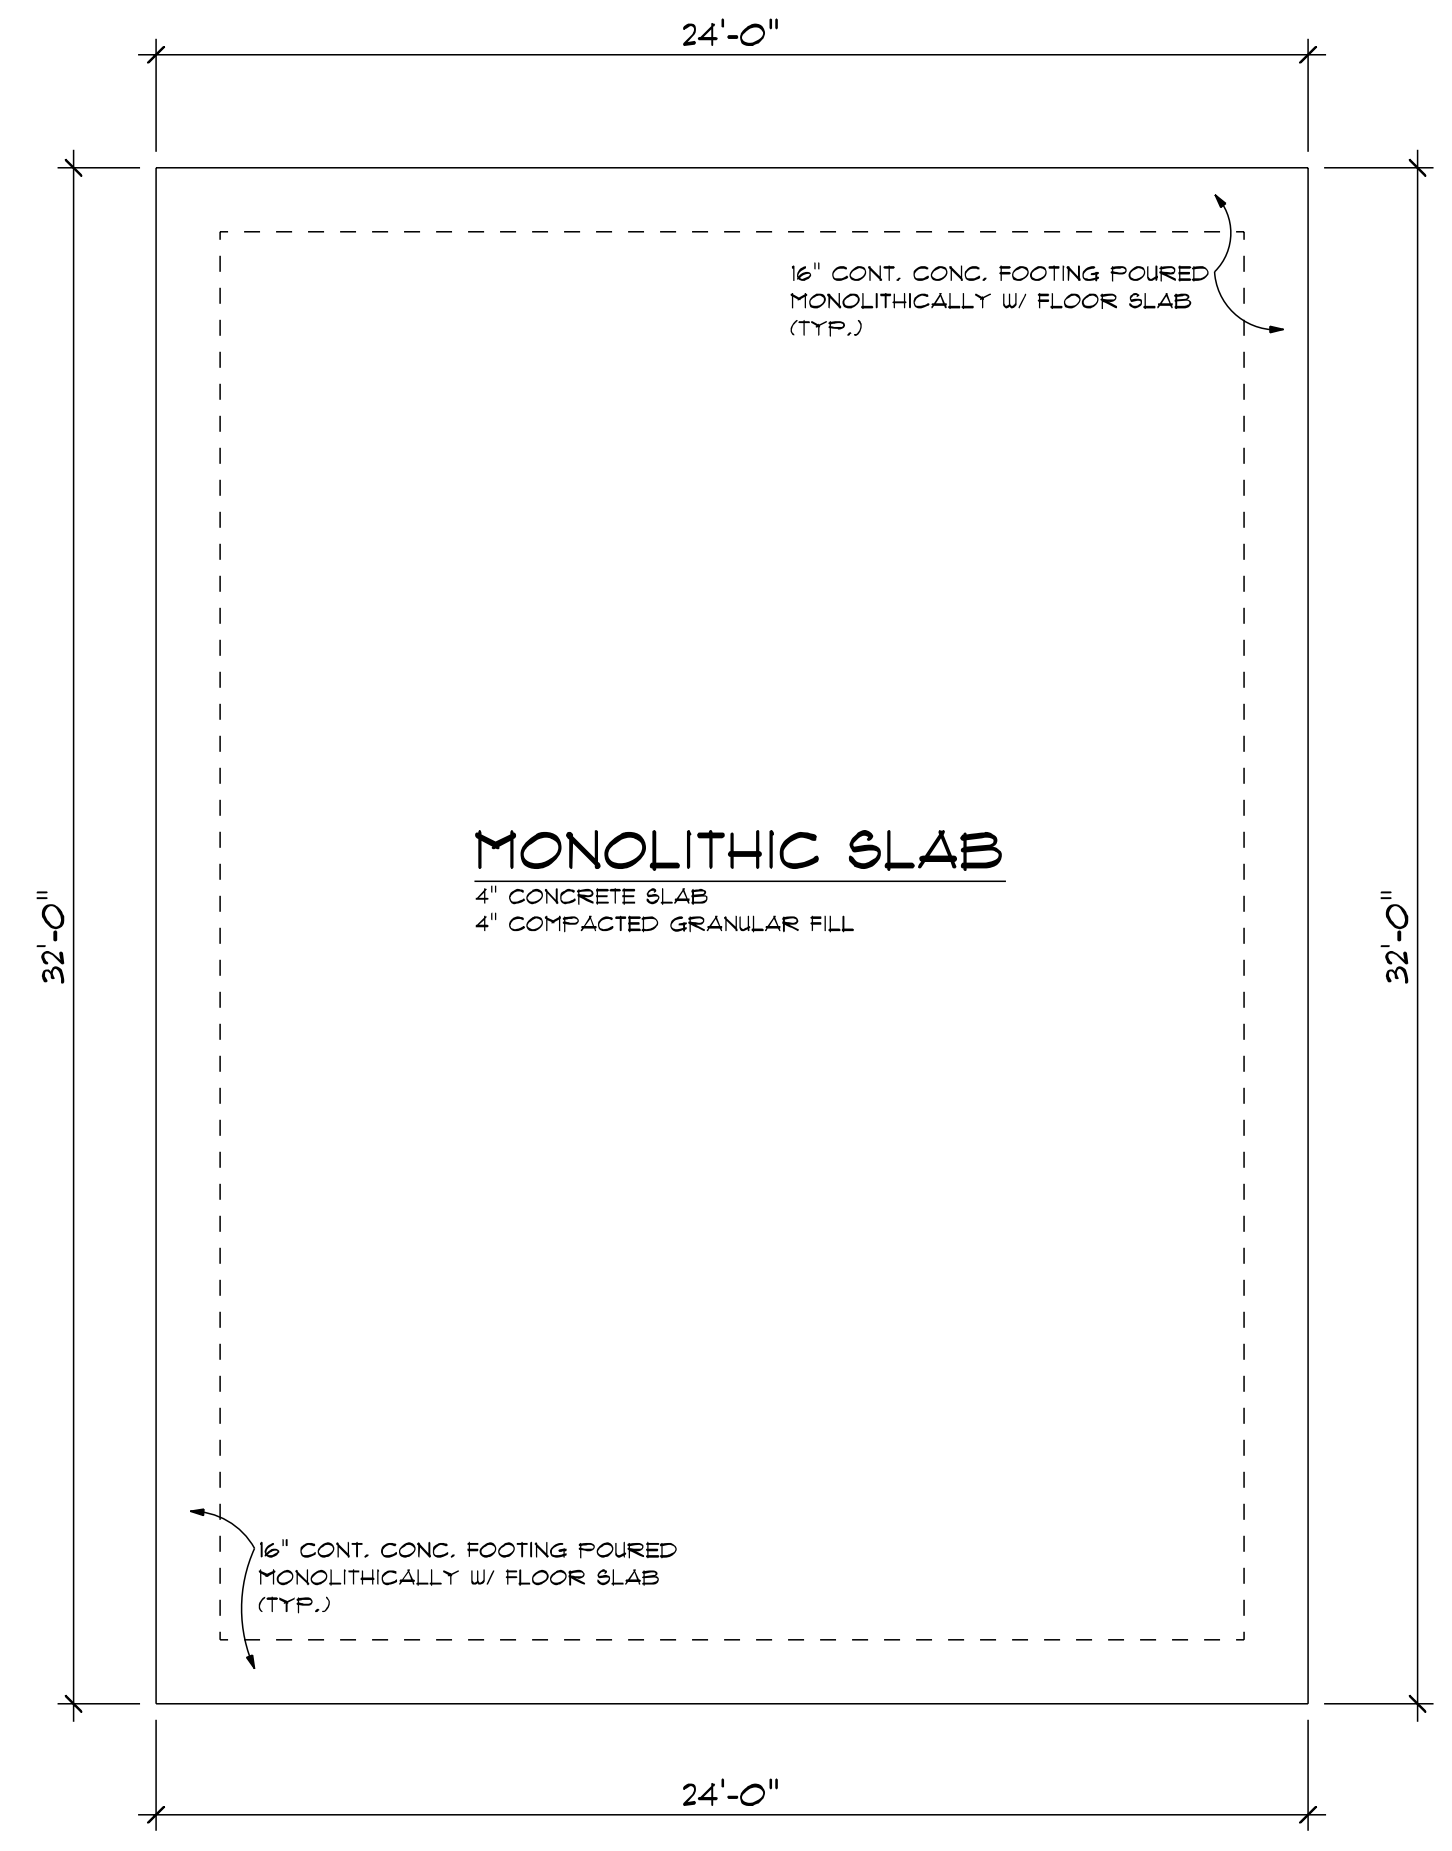 24'-0"
16" CONT. CONC. FOOTING POURED
MONOLITHICALLY W/ FLOOR SLAB
(TYP.)
MONOLITHIC SLAB
4" CONCRETE SLAB
4" COMPACTED GRANULAR FILL
32'-0"
32'-0"
16" CONT. CONC. FOOTING POURED
MONOLITHICALLY W/ FLOOR SLAB
(TYP.)
24'-0"